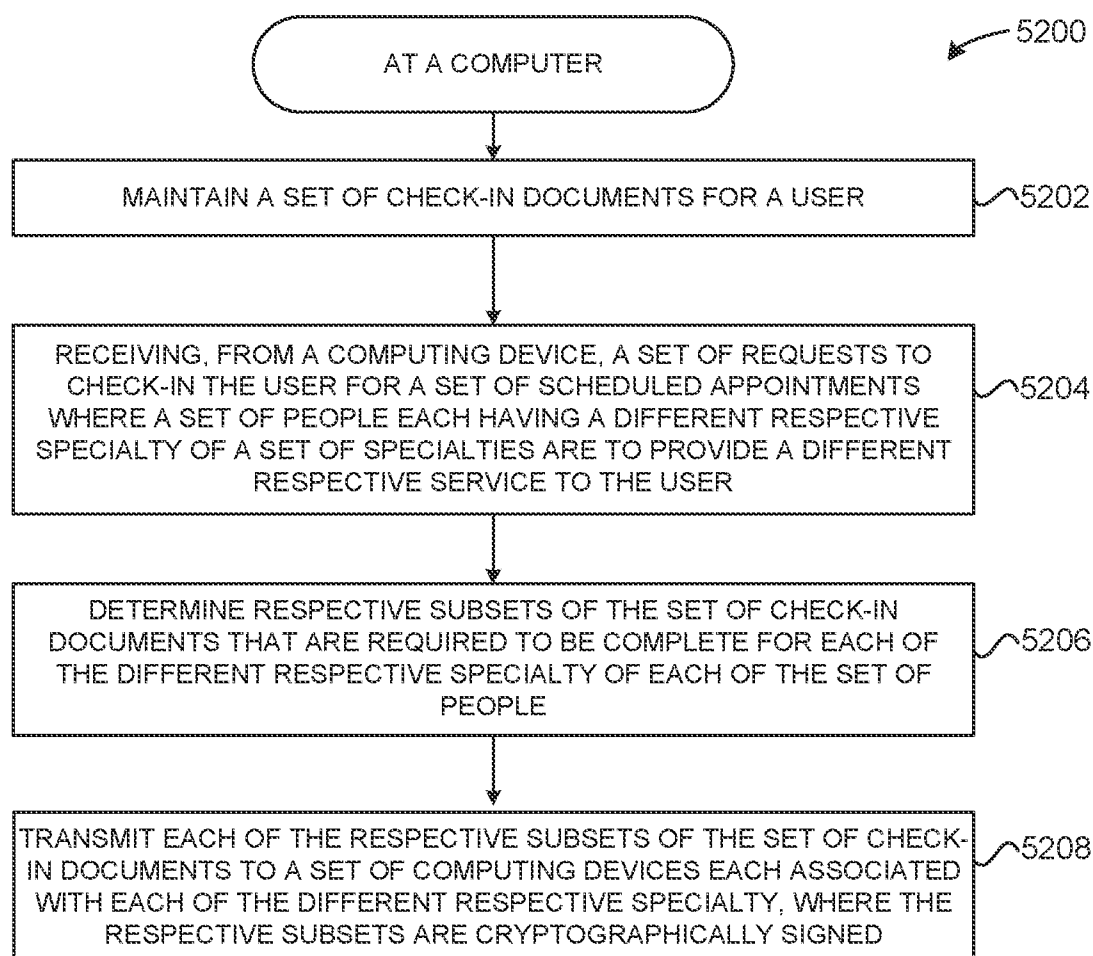 5200
AT A COMPUTER
MAINTAIN A SET OF CHECK-IN DOCUMENTS FOR A USER
5202
RECEIVING, FROM A COMPUTING DEVICE, A SET OF REQUESTS TO
CHECK-IN THE USER FOR A SET OF SCHEDULED APPOINTMENTS
WHERE A SET OF PEOPLE EACH HAVING A DIFFERENT RESPECTIVE
SPECIALTY OF A SET OF SPECIALTIES ARE TO PROVIDE A DIFFERENT
RESPECTIVE SERVICE TO THE USER
5204
DETERMINE RESPECTIVE SUBSETS OF THE SET OF CHECK-IN
DOCUMENTS THAT ARE REQUIRED TO BE COMPLETE FOR EACH OF
THE DIFFERENT RESPECTIVE SPECIALTY OF EACH OF THE SET OF
PEOPLE
5206
TRANSMIT EACH OF THE RESPECTIVE SUBSETS OF THE SET OF CHECK-
IN DOCUMENTS TO A SET OF COMPUTING DEVICES EACH ASSOCIATED
WITH EACH OF THE DIFFERENT RESPECTIVE SPECIALTY, WHERE THE
RESPECTIVE SUBSETS ARE CRYPTOGRAPHICALLY SIGNED
5208